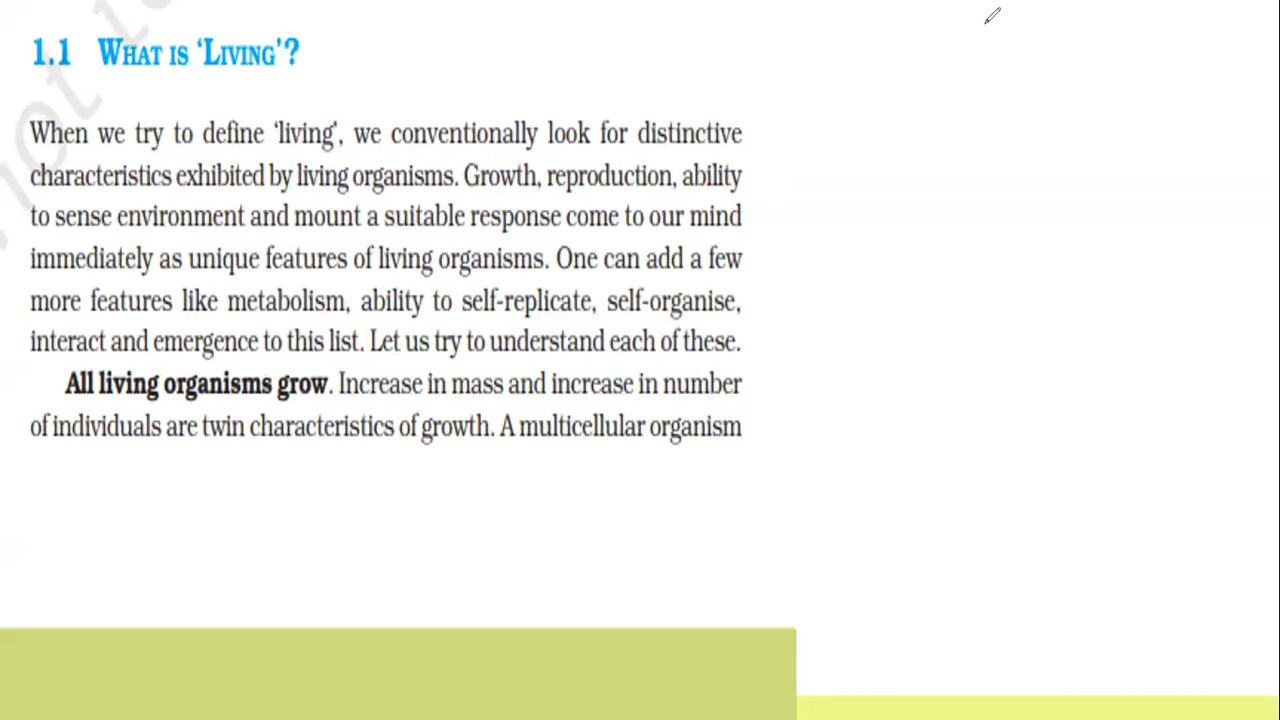 1.1 WHAT IS ‘LIVING’?
When we try to define ‘living’, we conventionally look for distinctive
characteristics exhibited by living organisms. Growth, reproduction, ability
to sense environment and mount a suitable response come to our mind
immediately as unique features of living organisms. One can add a few
more features like metabolism, ability to self-replicate, self-organise,
interact and emergence to this list. Let us try to understand each of these.
All living organisms grow. Increase in mass and increase in number
of individuals are twin characteristics of growth. A multicellular organism
not to